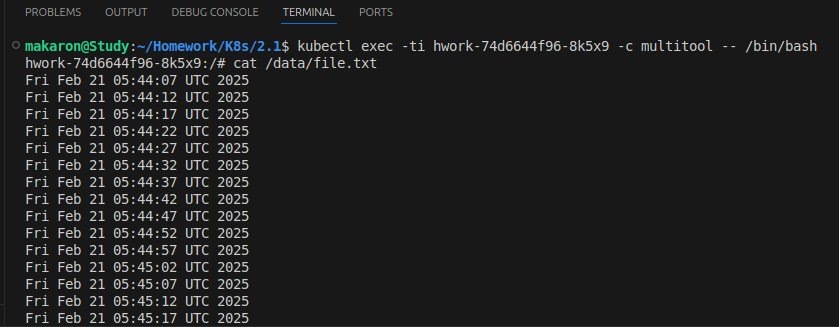 PROBLEMS OUTPUT DEBUG CONSOLE TERMINAL PORTS
makaron@Study:~/Homework/K8s/2.1$ kubectl exec -ti hwork-74d6644f96-8k5x9 -c multitool -- /bin/bash
hwork-74d6644f96-8k5x9:/# cat /data/file.txt
Fri Feb 21 05:44:07 UTC 2025
Fri Feb 21 05:44:12 UTC 2025
Fri Feb 21 05:44:17 UTC 2025
Fri Feb 21 05:44:22 UTC 2025
Fri Feb 21 05:44:27 UTC 2025
Fri Feb 21 05:44:32 UTC 2025
Fri Feb 21 05:44:37 UTC 2025
Fri Feb 21 05:44:42 UTC 2025
Fri Feb 21 05:44:47 UTC 2025
Fri Feb 21 05:44:52 UTC 2025
Fri Feb 21 05:44:57 UTC 2025
Fri Feb 21 05:45:02 UTC 2025
Fri Feb 21 05:45:07 UTC 2025
Fri Feb 21 05:45:12 UTC 2025
Fri Feb 21 05:45:17 UTC 2025